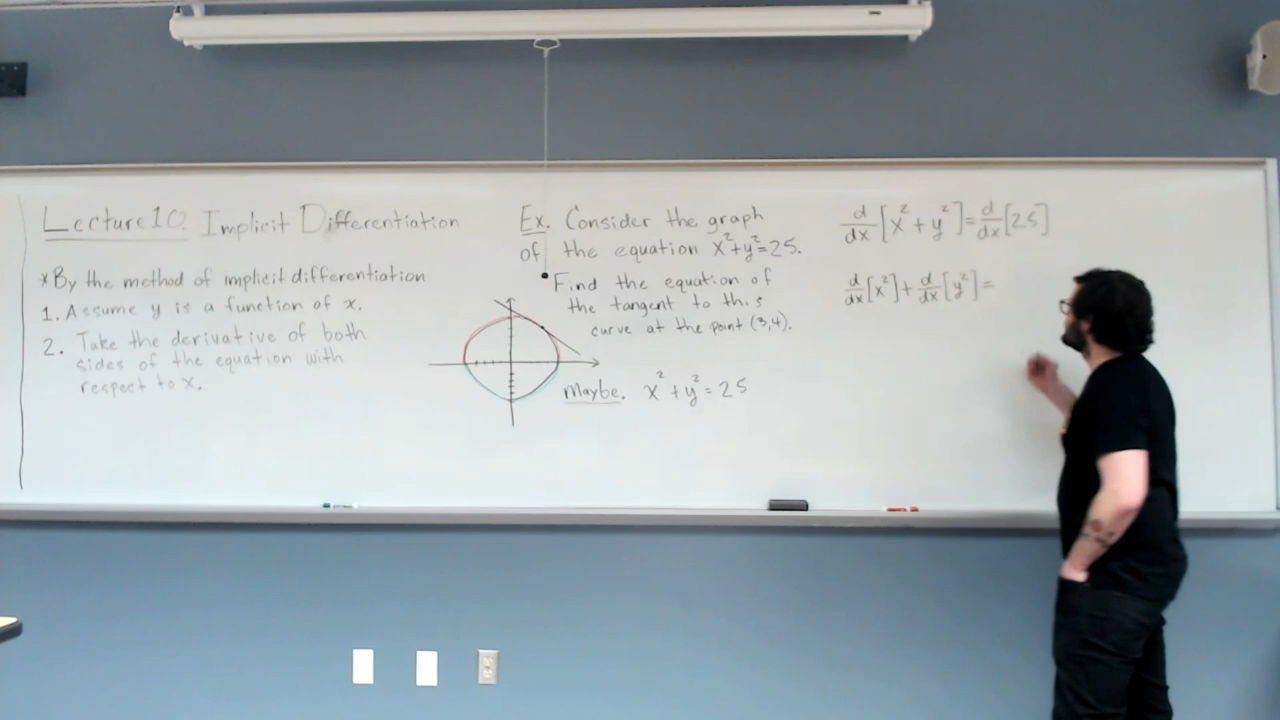 Lecture 10. Implicit Differentiation
*By the method of implicit differentiation
1. Assume y is a function of x.
2. Take the derivative of both
sides of the equation with
respect to x.
Ex. Consider the graph
of the equation x²+y²=25.
Find the equation of
the tangent to this
curve at the point (3,4).
Maybe. x²+y²=25
d/dx[x²+y²]=d/dx[25]
d/dx[x²]+d/dx[y²]=